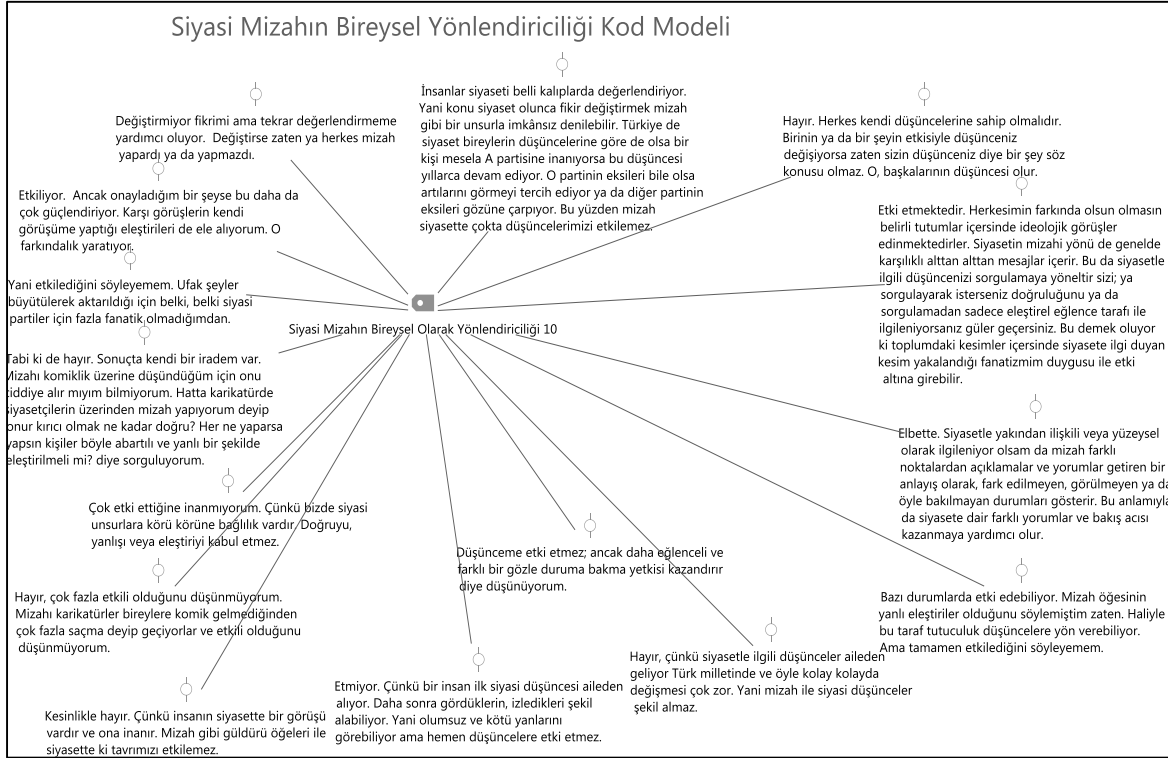 Siyasi Mizahın Bireysel Yönlendiriciliği Kod Modeli
Değiştirmiyor fikrimi ama tekrar değerlendirmeme
yardımcı oluyor. Değiştirse zaten ya herkes mizah
yapardı ya da yapmazdı.
İnsanlar siyaseti belli kalıplarda değerlendiriyor.
Yani konu siyaset olunca fikir değiştirmek mizah
gibi bir unsurla imkânsız denilebilir. Türkiye de
siyaset bireylerin düşüncelerine göre de olsa bir
kişi mesela A partisine inanıyorsa bu düşüncesi
yıllarca devam ediyor. O partinin eksileri bile olsa
artılarını görmeyi tercih ediyor ya da diğer partinin
eksileri gözüne çarpıyor. Bu yüzden mizah
siyasette çokta düşüncelerimizi etkilemez.
Hayır. Herkes kendi düşüncelerine sahip olmalıdır.
Birinin ya da bir şeyin etkisiyle düşünceniz
değişiyorsa zaten sizin düşünceniz diye bir şey söz
konusu olmaz. O, başkalarının düşüncesi olur.
Etkiliyor. Ancak onayladığım bir şeyse bu daha da
çok güçlendiriyor. Karşı görüşlerin kendi
görüşüme yaptığı eleştirileri de ele alıyorum. O
farkındalık yaratıyor.
Etki etmektedir. Herkesimin farkında olsun olmasın
belirli tutumlar içersinde ideolojik görüşler
edinmektedirler. Siyasetin mizahi yönü de genelde
karşılıklı alttan alttan mesajlar içerir. Bu da siyasetle
ilgili düşüncenizi sorgulamaya yöneltir sizi; ya
sorgulayarak isterseniz doğruluğunu ya da
sorgulamadan sadece eleştirel eğlence tarafı ile
ilgileniyorsanız güler geçersiniz. Bu demek oluyor
ki toplumdaki kesimler içersinde siyasete ilgi duyan
kesim yakalandığı fanatizmim duygusu ile etki
altına girebilir.
Yani etkilediğini söyleyemem. Ufak şeyler
büyütülerek aktarıldığı için belki, belki siyasi
partiler için fazla fanatik olmadığımdan.
Siyasi Mizahın Bireysel Olarak Yönlendiriciliği 10
Tabi ki de hayır. Sonuçta kendi bir iradem var.
Mizahı komiklik üzerine düşündüğüm için onu
ciddiye alır mıyım bilmiyorum. Hatta karikatürde
siyasetçilerin üzerinden mizah yapıyorum deyip
onur kırıcı olmak ne kadar doğru? Her ne yaparsa
yapsın kişiler böyle abartılı ve yanlı bir şekilde
eleştirilmeli mi? diye sorguluyorum.
Elbette. Siyasetle yakından ilişkili veya yüzeysel
olarak ilgileniyor olsam da mizah farklı
noktalardan açıklamalar ve yorumlar getiren bir
anlayış olarak, fark edilmeyen, görülmeyen ya da
öyle bakılmayan durumları gösterir. Bu anlamıyla
da siyasete dair farklı yorumlar ve bakış acısı
kazanmaya yardımcı olur.
Çok etki ettiğine inanmıyorum. Çünkü bizde siyasi
unsurlara körü körüne bağlılık vardır. Doğruyu,
yanlışı veya eleştiriyi kabul etmez.
Düşünceme etki etmez; ancak daha eğlenceli ve
farklı bir gözle duruma bakma yetkisi kazandırır
diye düşünüyorum.
Hayır, çok fazla etkili olduğunu düşünmüyorum.
Mizahı karikatürler bireylere komik gelmediğinden
çok fazla saçma deyip geçiyorlar ve etkili olduğunu
düşünmüyorum.
Bazı durumlarda etki edebiliyor. Mizah öğesinin
yanlı eleştiriler olduğunu söylemiştim zaten. Haliyle
bu taraf tutuculuk düşüncelere yön verebiliyor.
Ama tamamen etkilediğini söyleyemem.
Hayır, çünkü siyasetle ilgili düşünceler aileden
geliyor Türk milletinde ve öyle kolay kolayda
değişmesi çok zor. Yani mizah ile siyasi düşünceler
şekil almaz.
Etmiyor. Çünkü bir insan ilk siyasi düşüncesi aileden
alıyor. Daha sonra gördüklerin, izledikleri şekil
alabiliyor. Yani olumsuz ve kötü yanlarını
görebiliyor ama hemen düşüncelere etki etmez.
Kesinlikle hayır. Çünkü insanın siyasette bir görüşü
vardır ve ona inanır. Mizah gibi güldürü öğeleri ile
siyasette ki tavrımızı etkilemez.